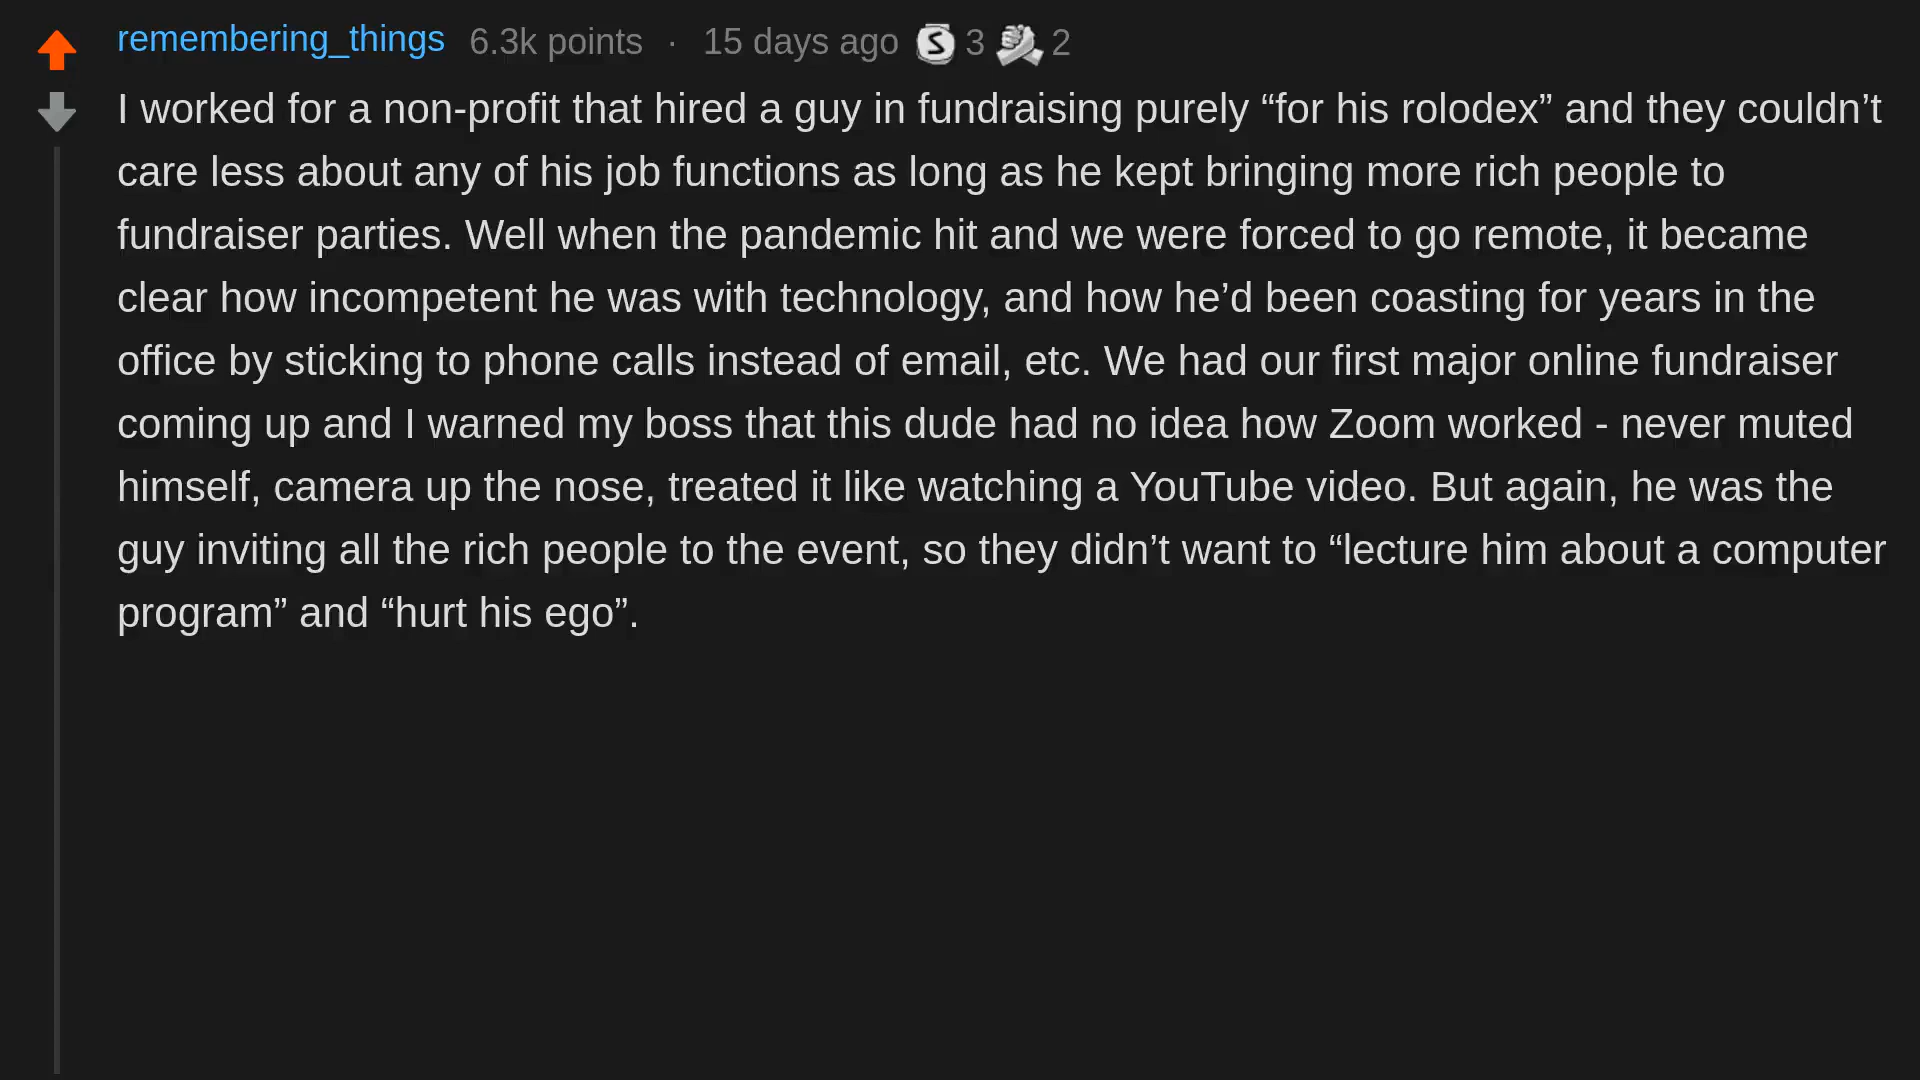 remembering_things 6.3k points · 15 days ago 3 2
I worked for a non-profit that hired a guy in fundraising purely “for his rolodex” and they couldn’t
care less about any of his job functions as long as he kept bringing more rich people to
fundraiser parties. Well when the pandemic hit and we were forced to go remote, it became
clear how incompetent he was with technology, and how he’d been coasting for years in the
office by sticking to phone calls instead of email, etc. We had our first major online fundraiser
coming up and I warned my boss that this dude had no idea how Zoom worked - never muted
himself, camera up the nose, treated it like watching a YouTube video. But again, he was the
guy inviting all the rich people to the event, so they didn’t want to “lecture him about a computer
program” and “hurt his ego”.